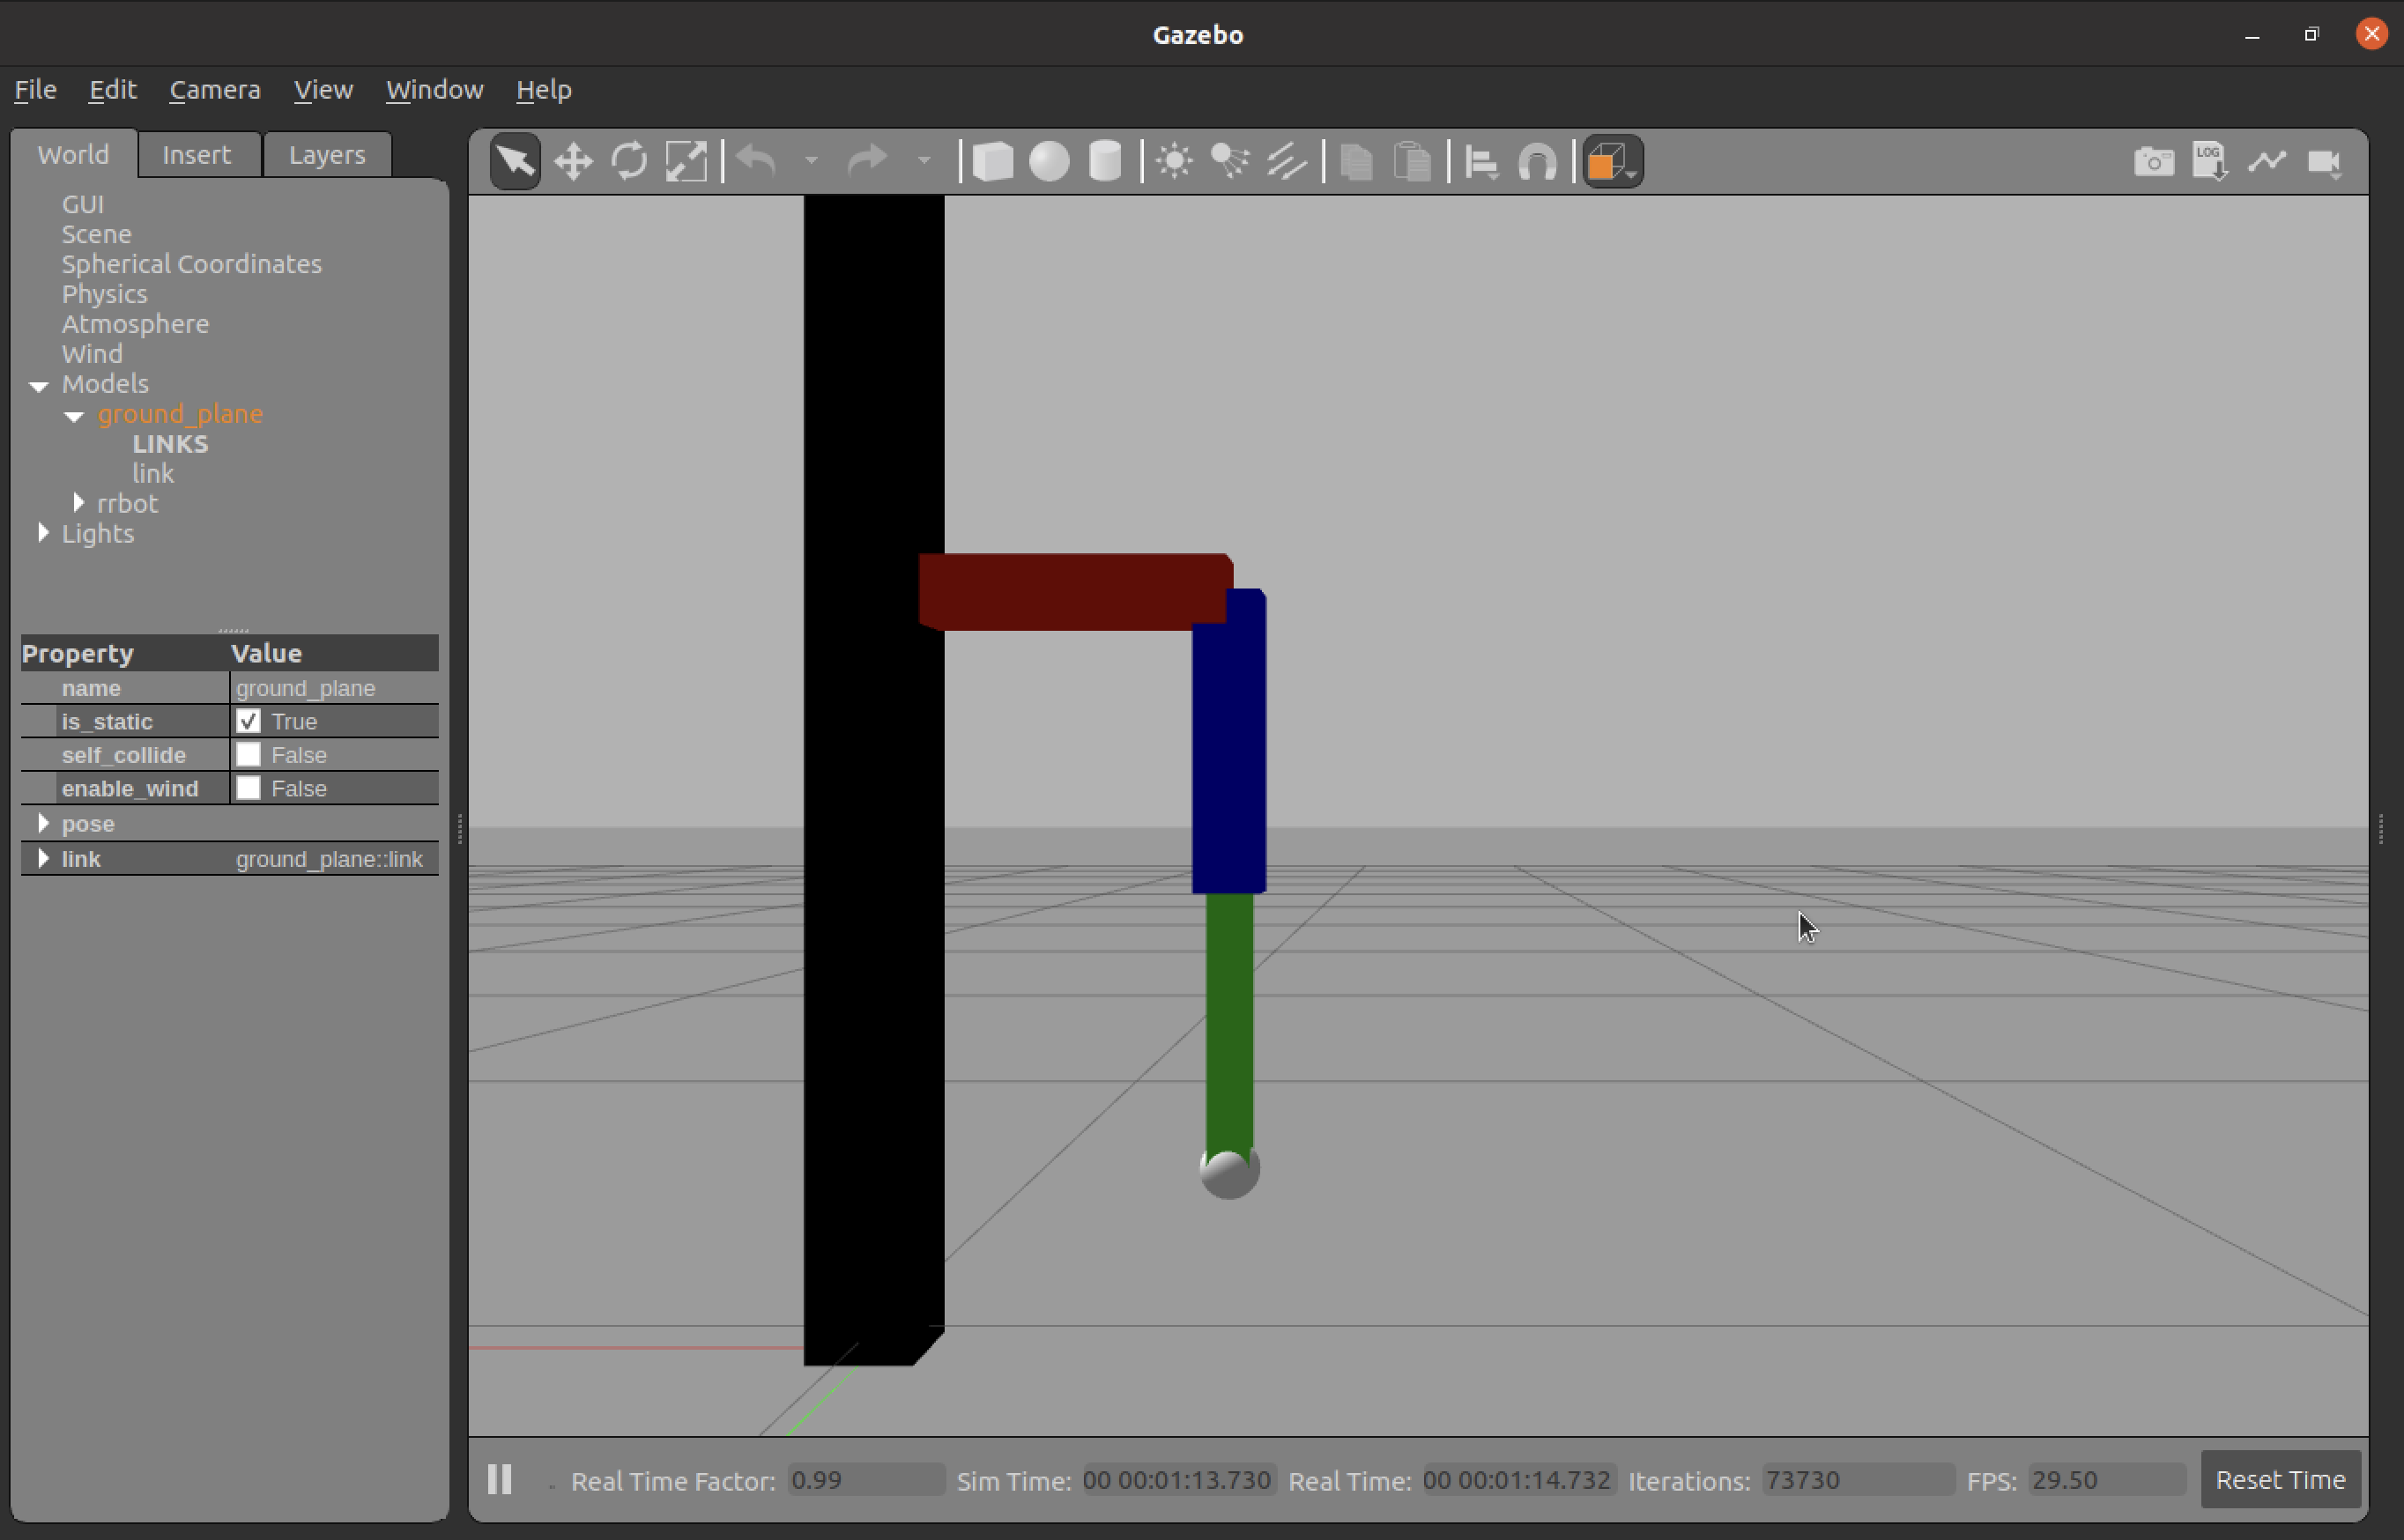 Gazebo
File Edit Camera View Window Help
World Insert Layers
LOG
GUI
Scene
Spherical Coordinates
Physics
Atmosphere
Wind
Models
ground_plane
LINKS
link
rrbot
Lights
Property Value
name ground_plane
is_static True
self_collide False
enable_wind False
pose
link ground_plane::link
Real Time Factor: 0.99 Sim Time: 00 00:01:13.730 Real Time: 00 00:01:14.732 Iterations: 73730 FPS: 29.50 Reset Time